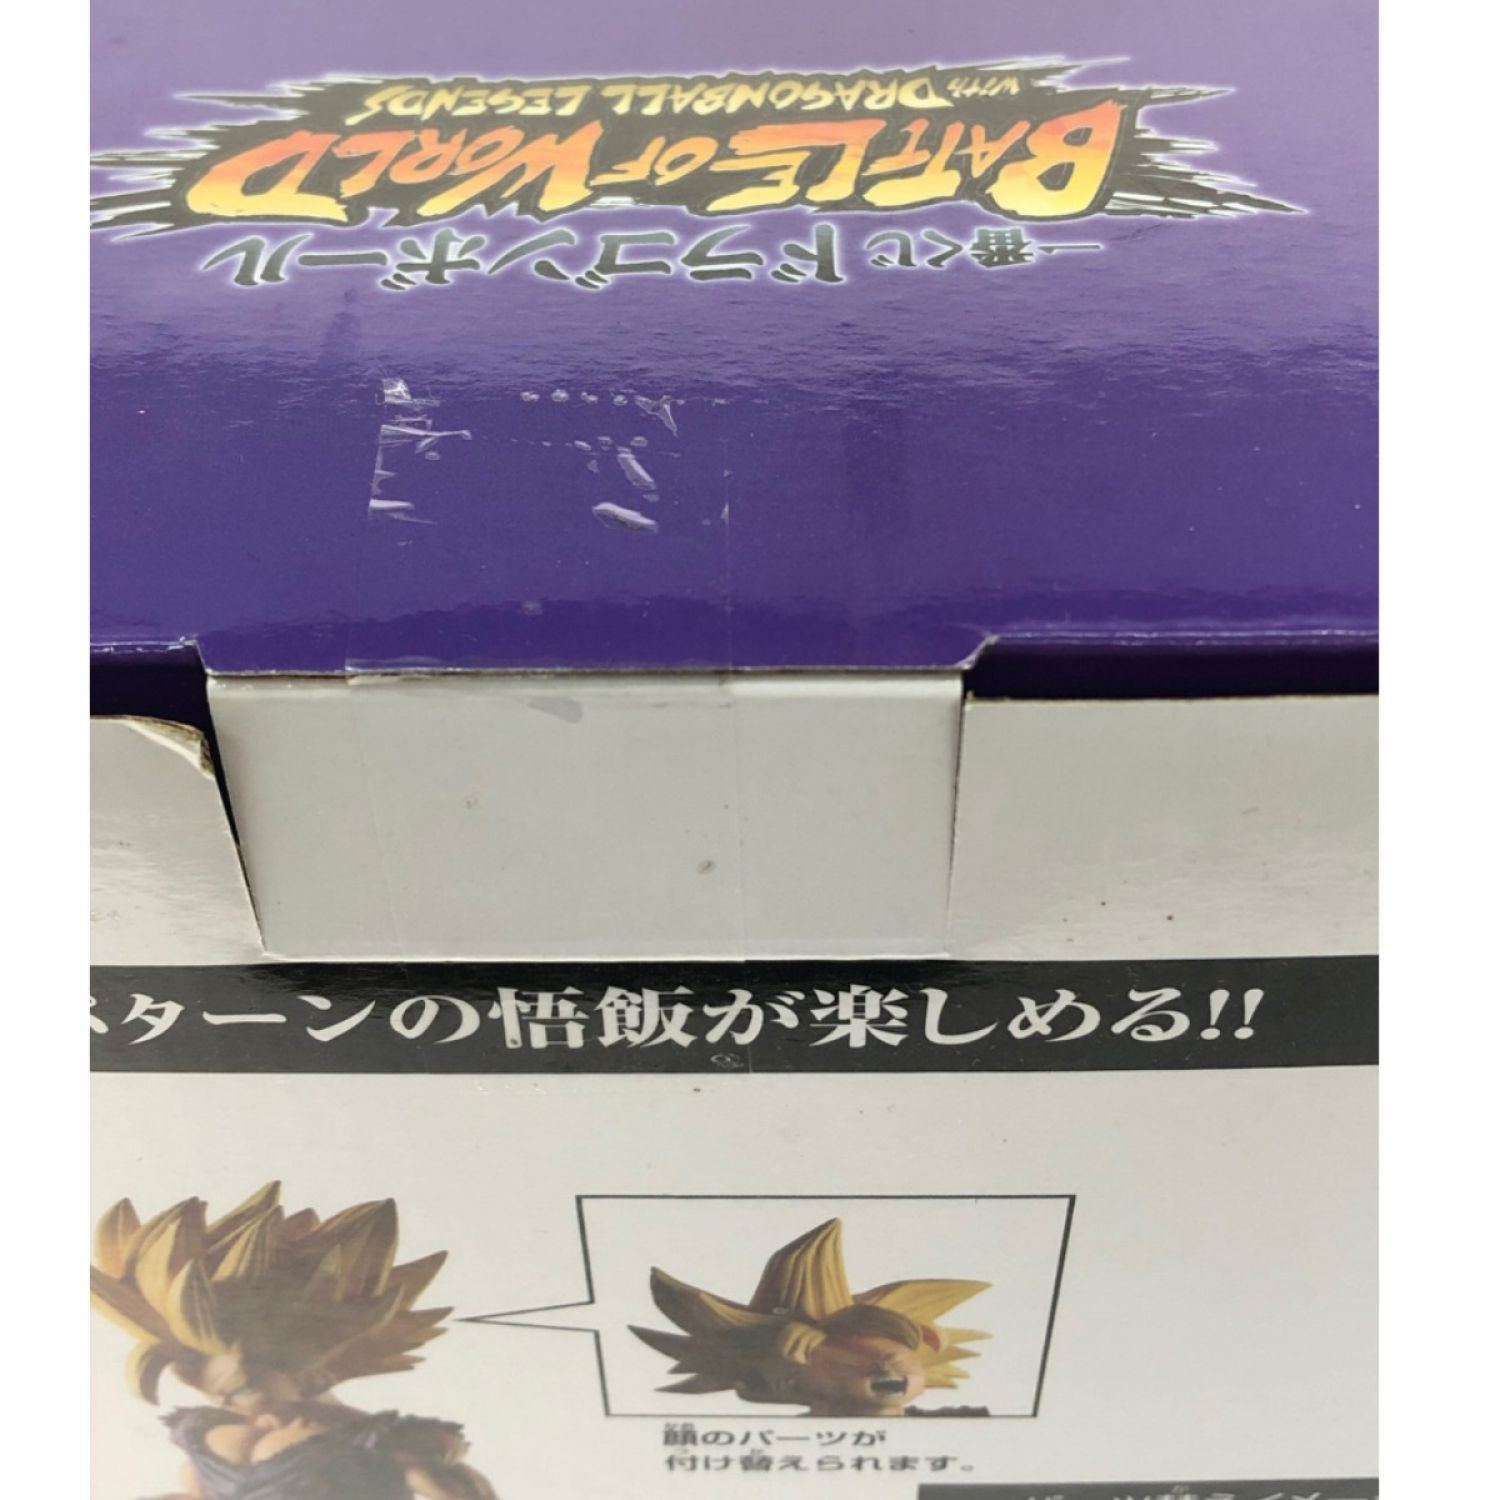 一番くじ ドラゴンボール
BATTLE OF WORLD
WITH DRAGONBALL LEGENDS
ペターンの悟飯が楽しめる!!
顔のパーツが
付け替えられます。